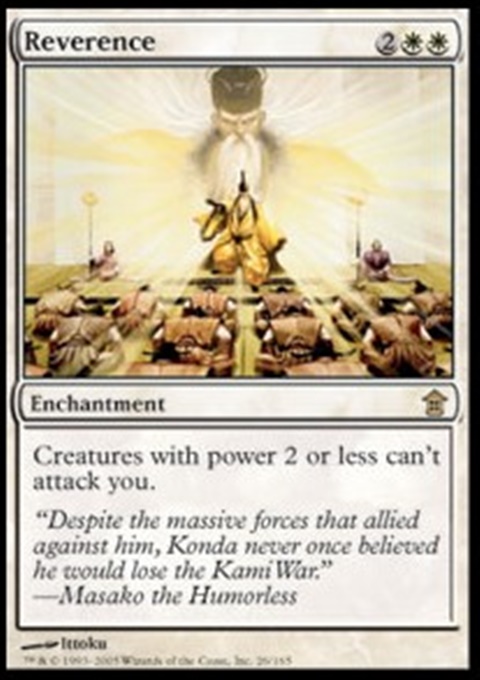 Reverence 2
Enchantment
Creatures with power 2 or less can't
attack you.
“Despite the massive forces that allied
against him, Konda never once believed
he would lose the Kami War.”
—Masako the Humorless
Ittoku
™ & © 1993-2005 Wizards of the Coast, Inc. 26/165